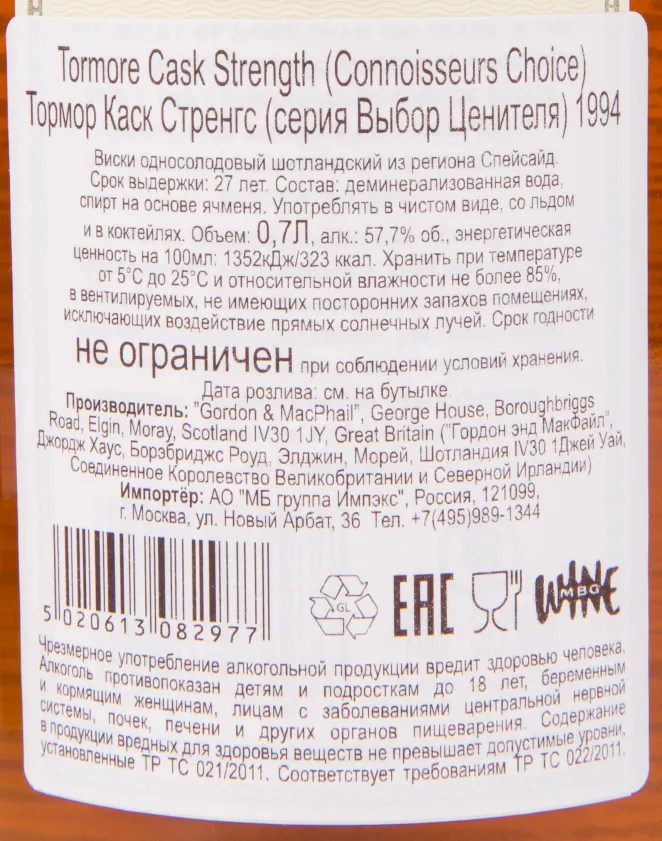 Tormore Cask Strength (Connoisseurs Choice)
Тормор Каск Стренгс (серия Выбор Ценителя) 1994
Виски односолодовый шотландский из региона Спейсайд.
Срок выдержки: 27 лет. Состав: деминерализованная вода,
спирт на основе ячменя. Употреблять в чистом виде, со льдом
и в коктейлях. Объем: 0,7Л, алк.: 57,7% об., энергетическая
ценность на 100мл: 1352кДж/323 ккал. Хранить при температуре
от 5°С до 25°С и относительной влажности не более 85%,
в вентилируемых, не имеющих посторонних запахов помещениях,
исключающих воздействие прямых солнечных лучей. Срок годности
не ограничен при соблюдении условий хранения.
Дата розлива: см. на бутылке.
Производитель: "Gordon & MacPhail", George House, Boroughbriggs
Road, Elgin, Moray, Scotland IV30 1JY, Great Britain ("Гордон энд МакФайл",
Джордж Хаус, Борэбриджс Роуд, Элджин, Морей, Шотландия IV30 1Джей Уай,
Соединенное Королевство Великобритании и Северной Ирландии)
Импортёр: АО "МБ группа Импэкс", Россия, 121099,
г. Москва, ул. Новый Арбат, 36 Тел. +7(495)989-1344
5 020613 082977
GL
EAC
WINE
MBG
Чрезмерное употребление алкогольной продукции вредит здоровью человека.
Алкоголь противопоказан детям и подросткам до 18 лет, беременным
и кормящим женщинам, лицам с заболеваниями центральной нервной
системы, почек, печени и других органов пищеварения. Содержание
в продукции вредных для здоровья веществ не превышает допустимые уровни,
установленные ТР ТС 021/2011. Соответствует требованиям ТР ТС 022/2011.